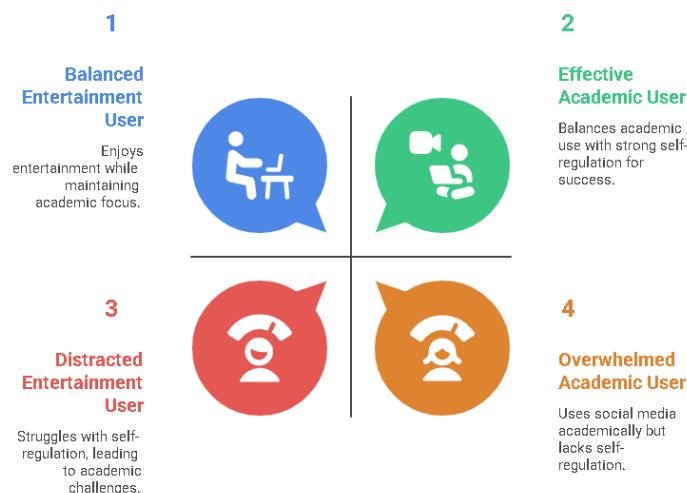 1
Balanced
Entertainment
User
Enjoys
entertainment while
maintaining
academic focus.
2
Effective
Academic User
Balances academic
use with strong self-
regulation for
success.
3
Distracted
Entertainment
User
Struggles with self-
regulation, leading
to academic
challenges.
4
Overwhelmed
Academic User
Uses social media
academically but
lacks self-
regulation.